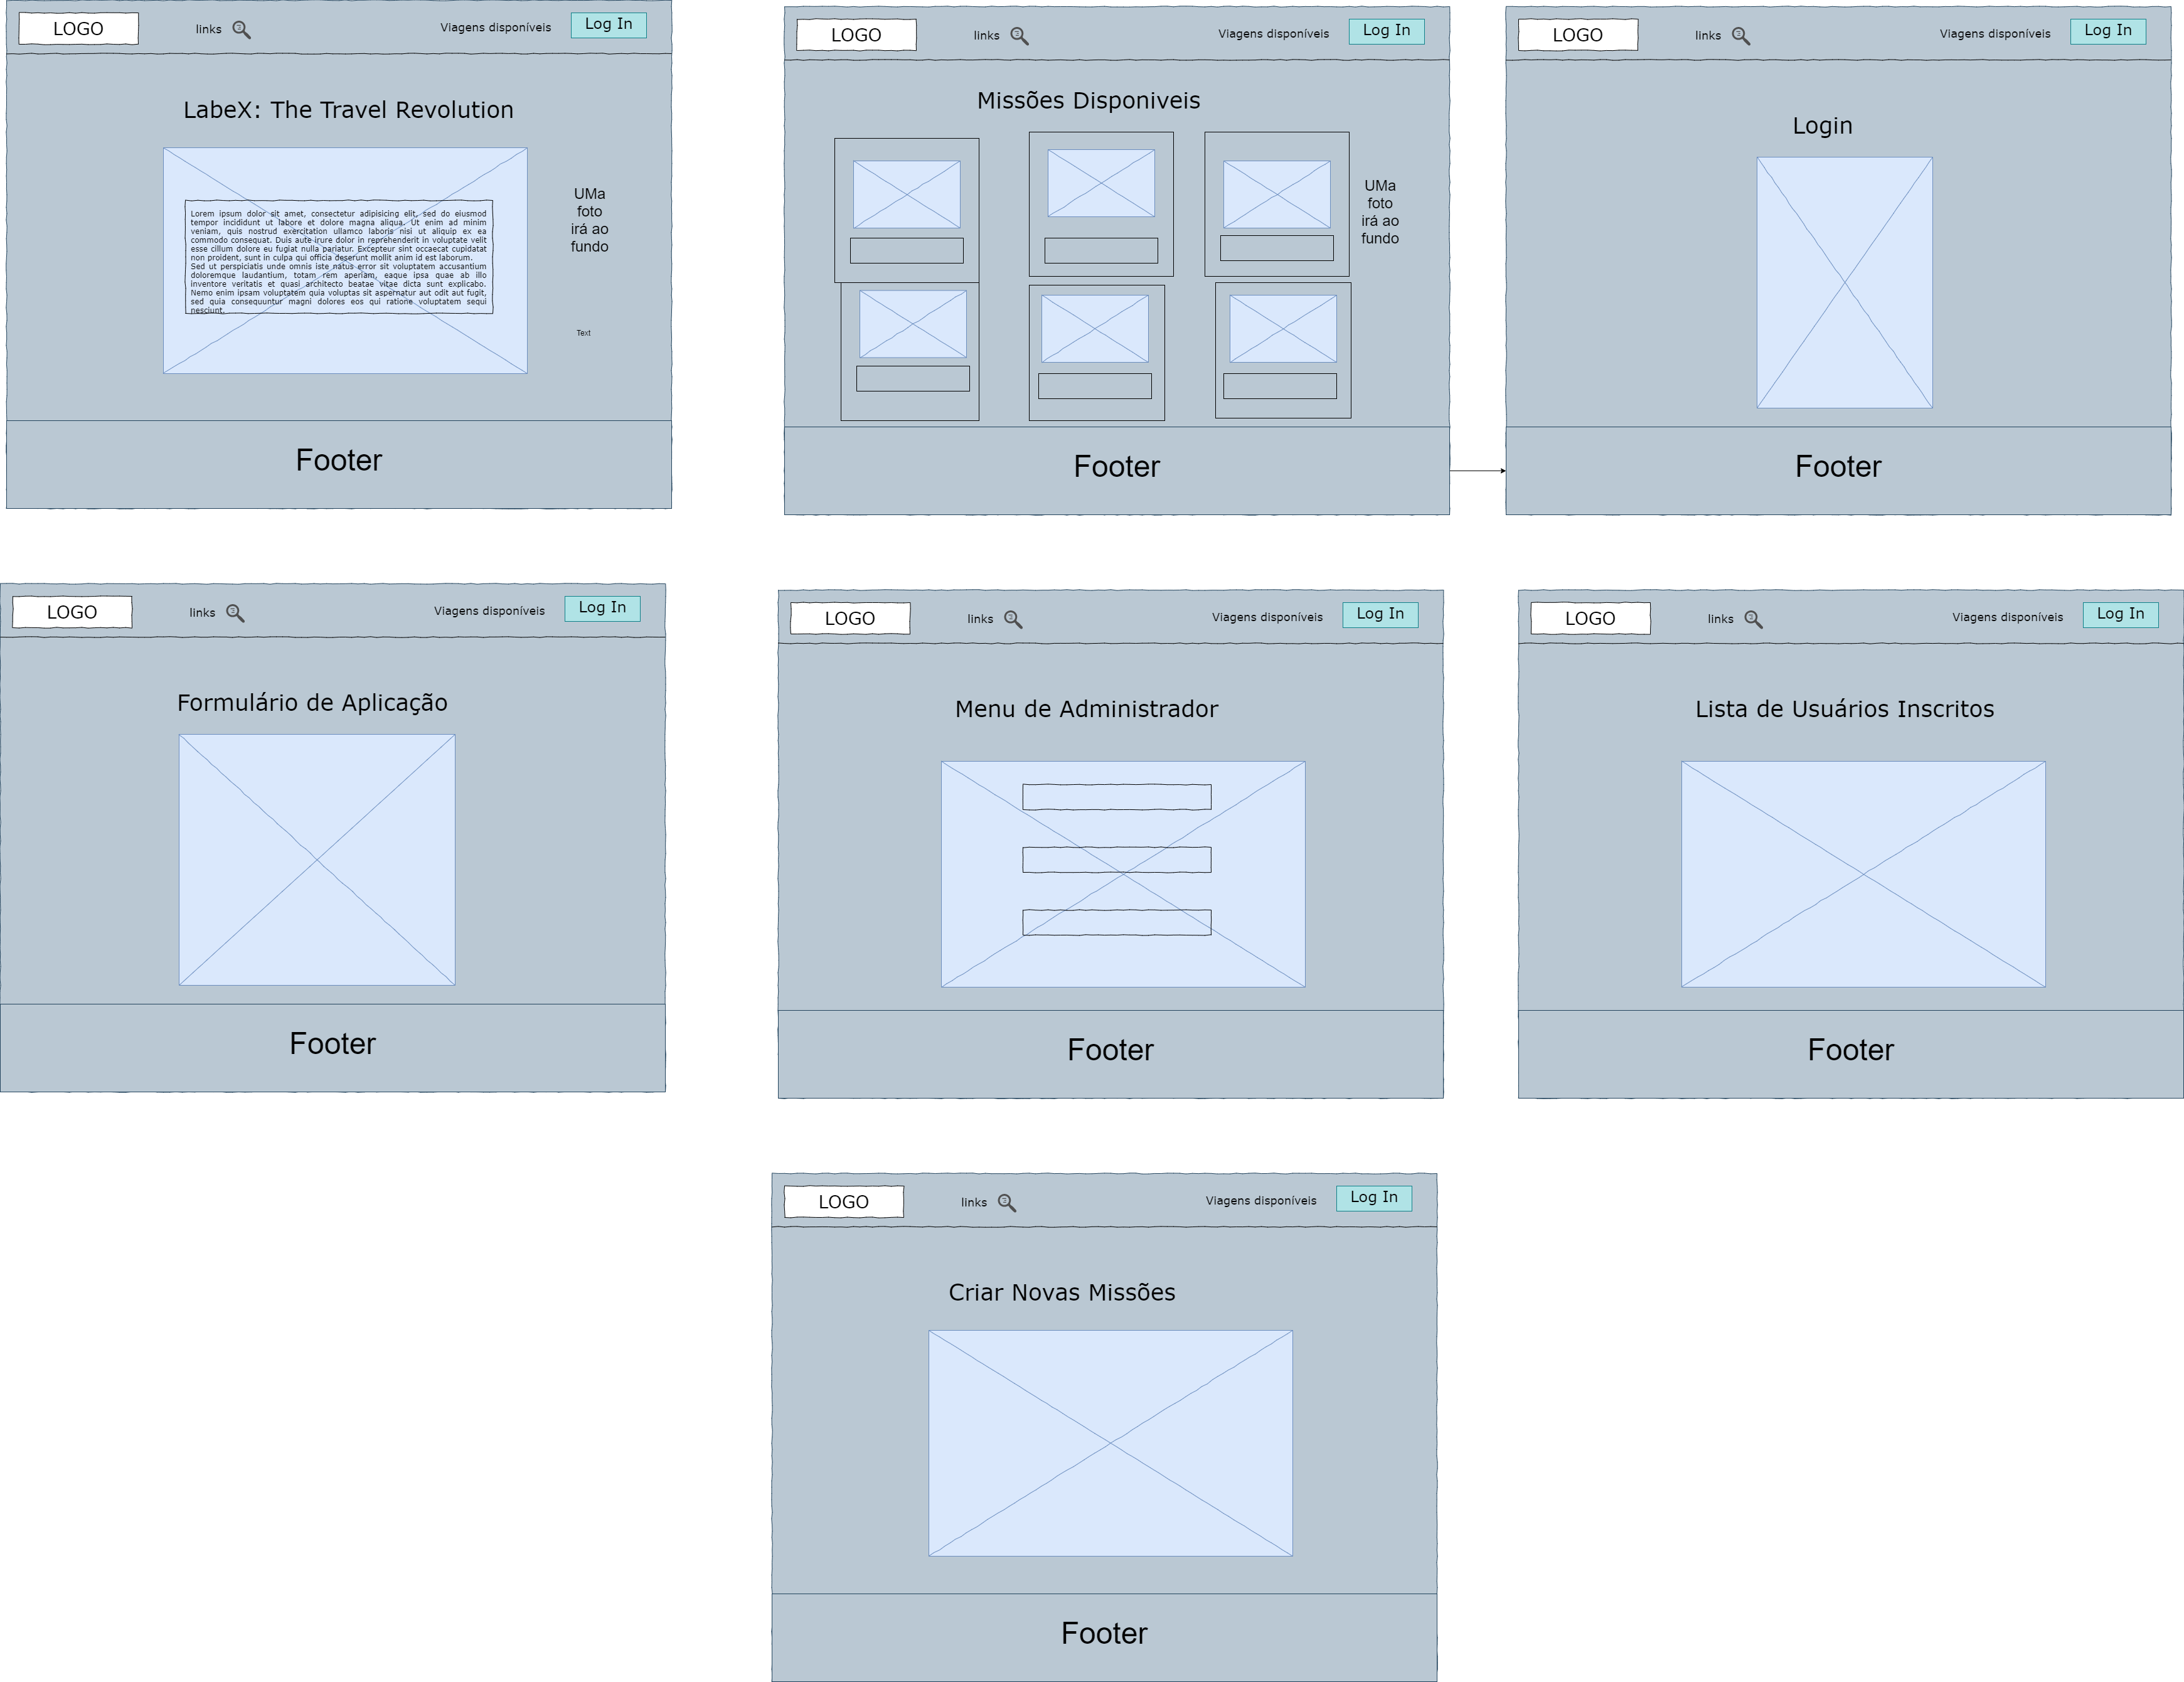 LOGO
links
Viagens disponíveis
Log In
LabeX: The Travel Revolution
Lorem ipsum dolor sit amet, consectetur adipisicing elit, sed do eiusmod
tempor incididunt ut labore et dolore magna aliqua. Ut enim ad minim
veniam, quis nostrud exercitation ullamco laboris nisi ut aliquip ex ea
commodo consequat. Duis aute irure dolor in reprehenderit in voluptate velit
esse cillum dolore eu fugiat nulla pariatur. Excepteur sint occaecat cupidatat
non proident, sunt in culpa qui officia deserunt mollit anim id est laborum.
Sed ut perspiciatis unde omnis iste natus error sit voluptatem accusantium
doloremque laudantium, totam rem aperiam, eaque ipsa quae ab illo
inventore veritatis et quasi architecto beatae vitae dicta sunt explicabo.
Nemo enim ipsam voluptatem quia voluptas sit aspernatur aut odit aut fugit,
sed quia consequuntur magni dolores eos qui ratione voluptatem sequi
nesciunt.
UMa
foto
irá ao
fundo
Text
Footer
LOGO
links
Viagens disponíveis
Log In
Missões Disponiveis
UMa
foto
irá ao
fundo
Footer
LOGO
links
Viagens disponíveis
Log In
Login
Footer
LOGO
links
Viagens disponíveis
Log In
Formulário de Aplicação
Footer
LOGO
links
Viagens disponíveis
Log In
Menu de Administrador
Footer
LOGO
links
Viagens disponíveis
Log In
Lista de Usuários Inscritos
Footer
LOGO
links
Viagens disponíveis
Log In
Criar Novas Missões
Footer